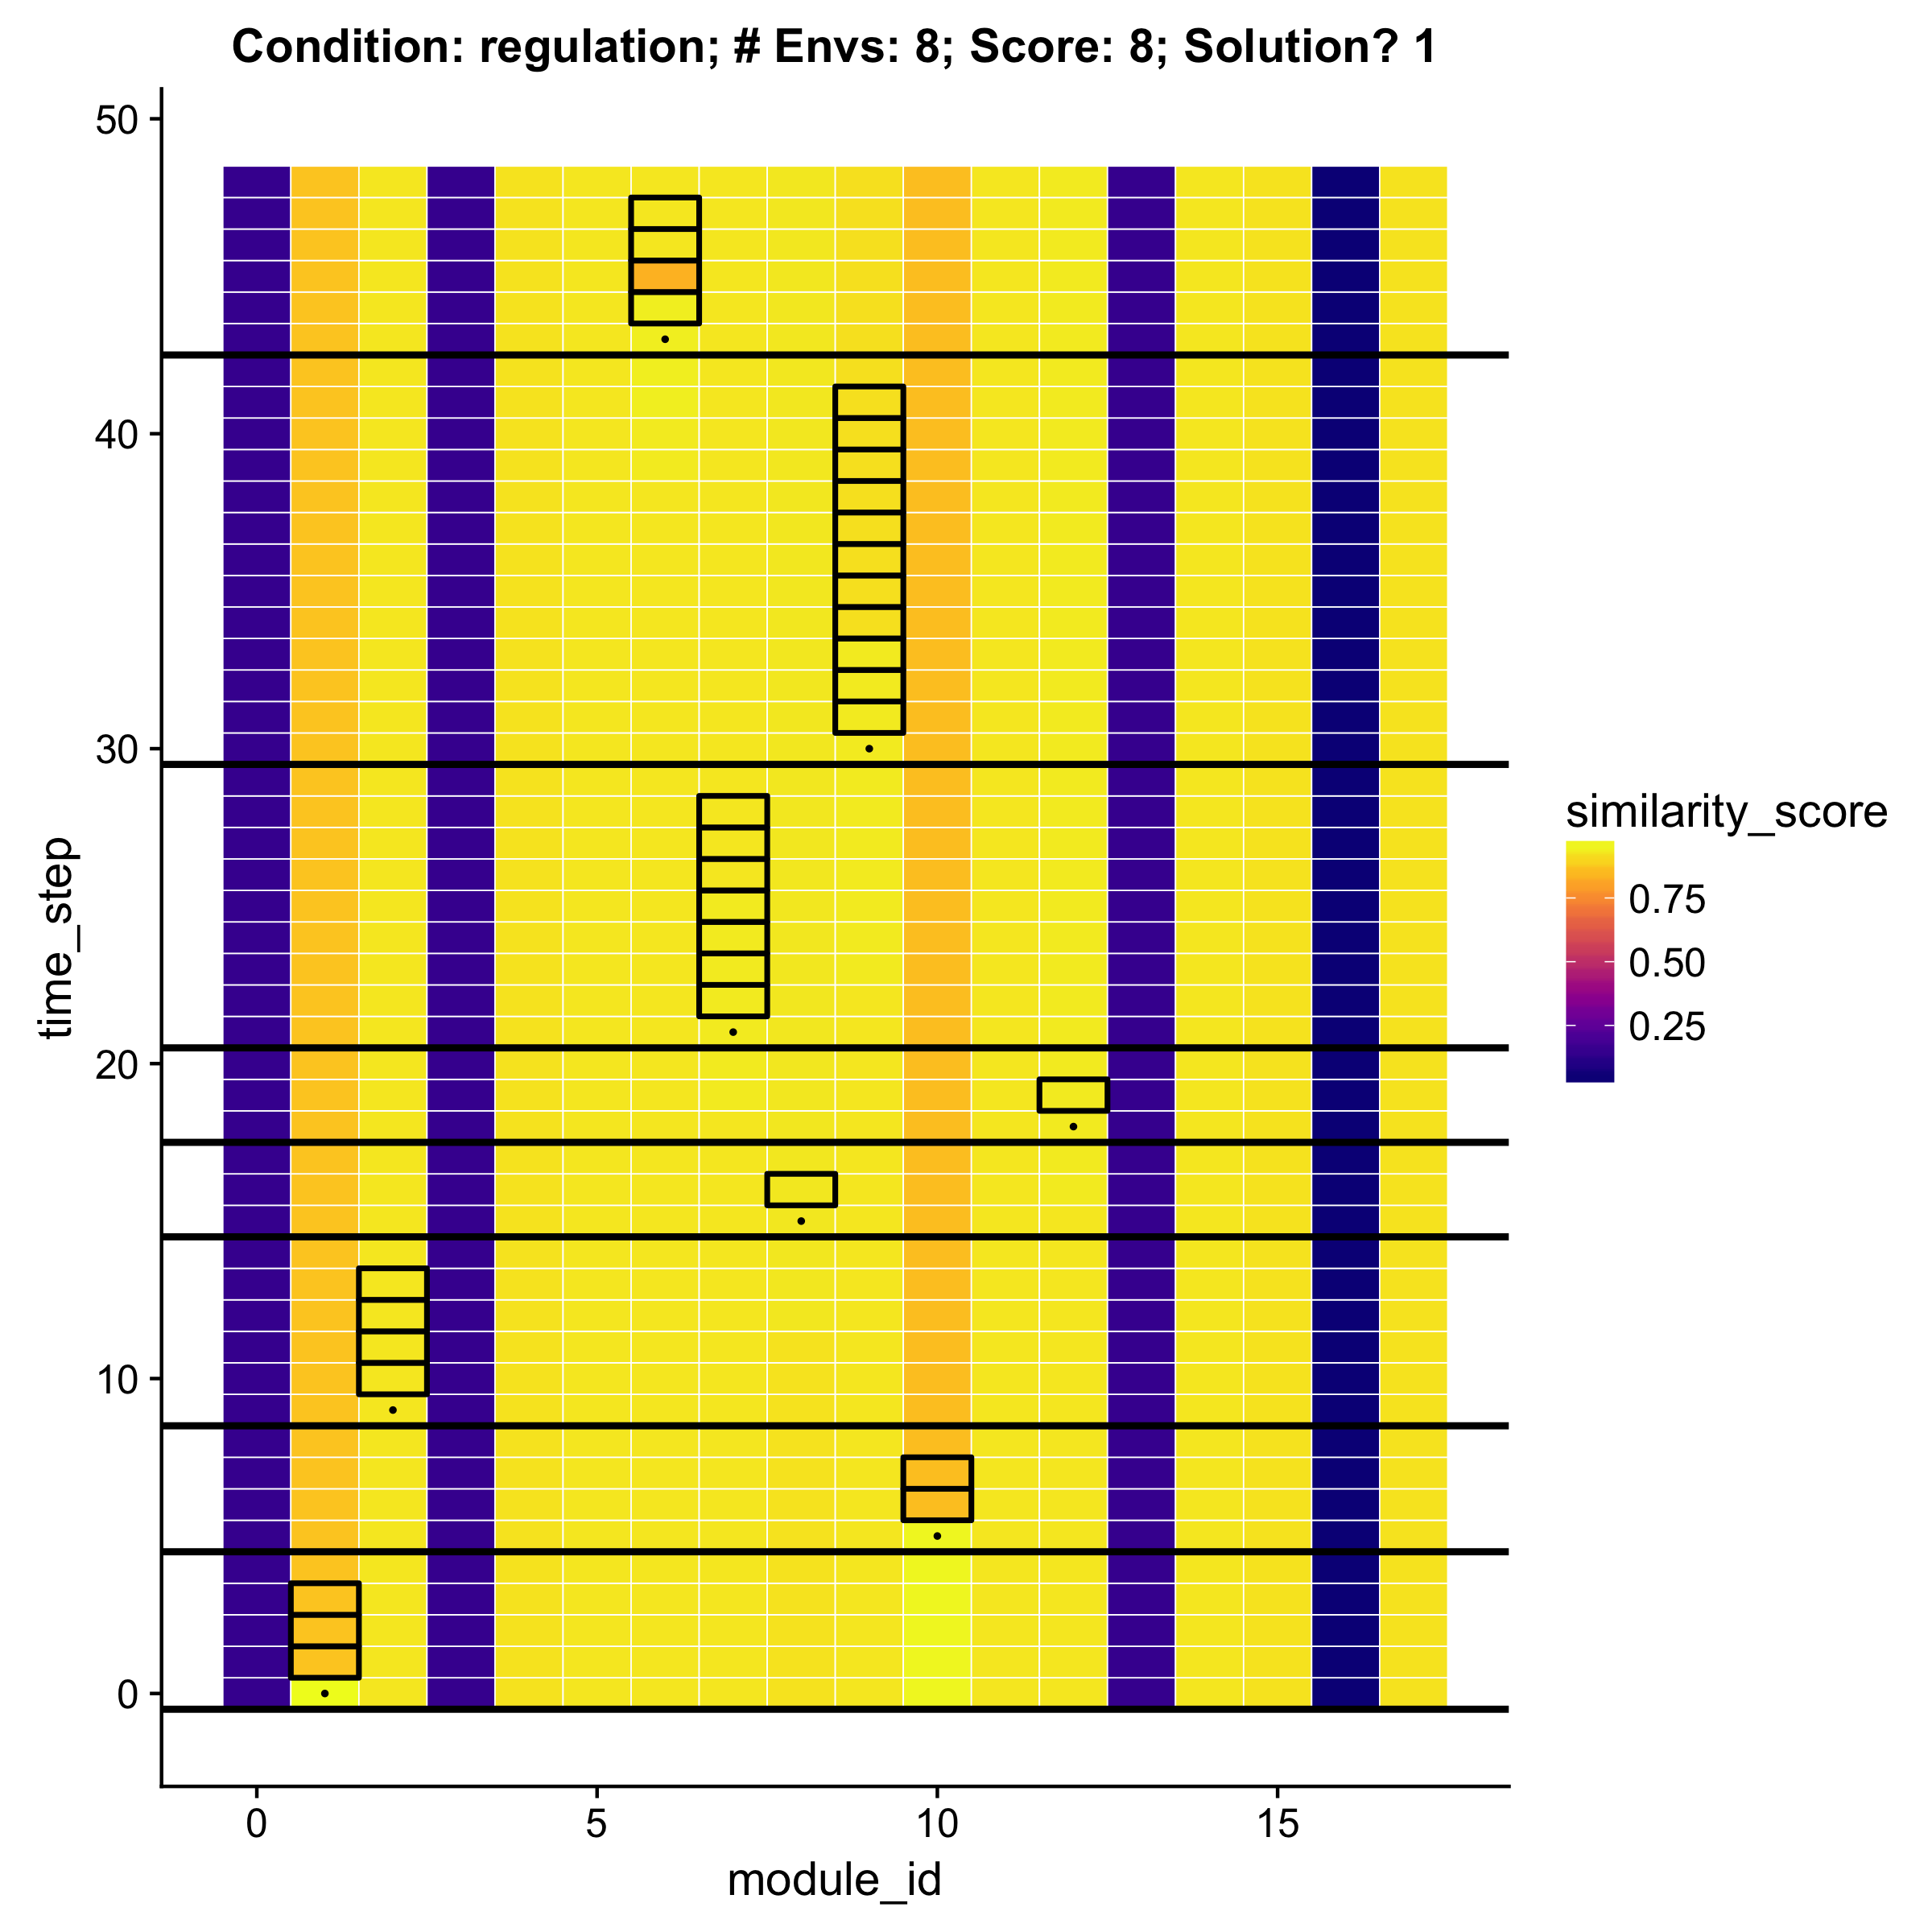 Condition: regulation; # Envs: 8; Score: 8; Solution? 1
50
40
30
20
10
0
time_step
0 5 10 15
module_id
similarity_score
0.75
0.50
0.25